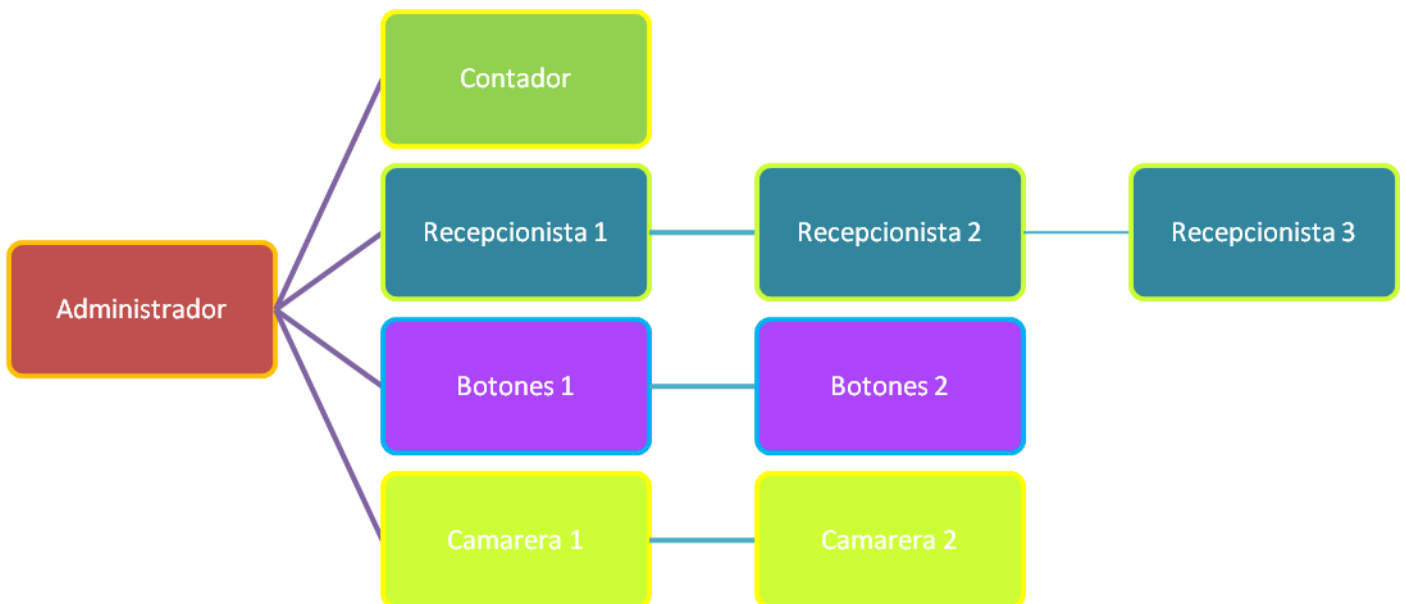 Contador
Recepcionista 1
Recepcionista 2
Recepcionista 3
Administrador
Botones 1
Botones 2
Camarera 1
Camarera 2